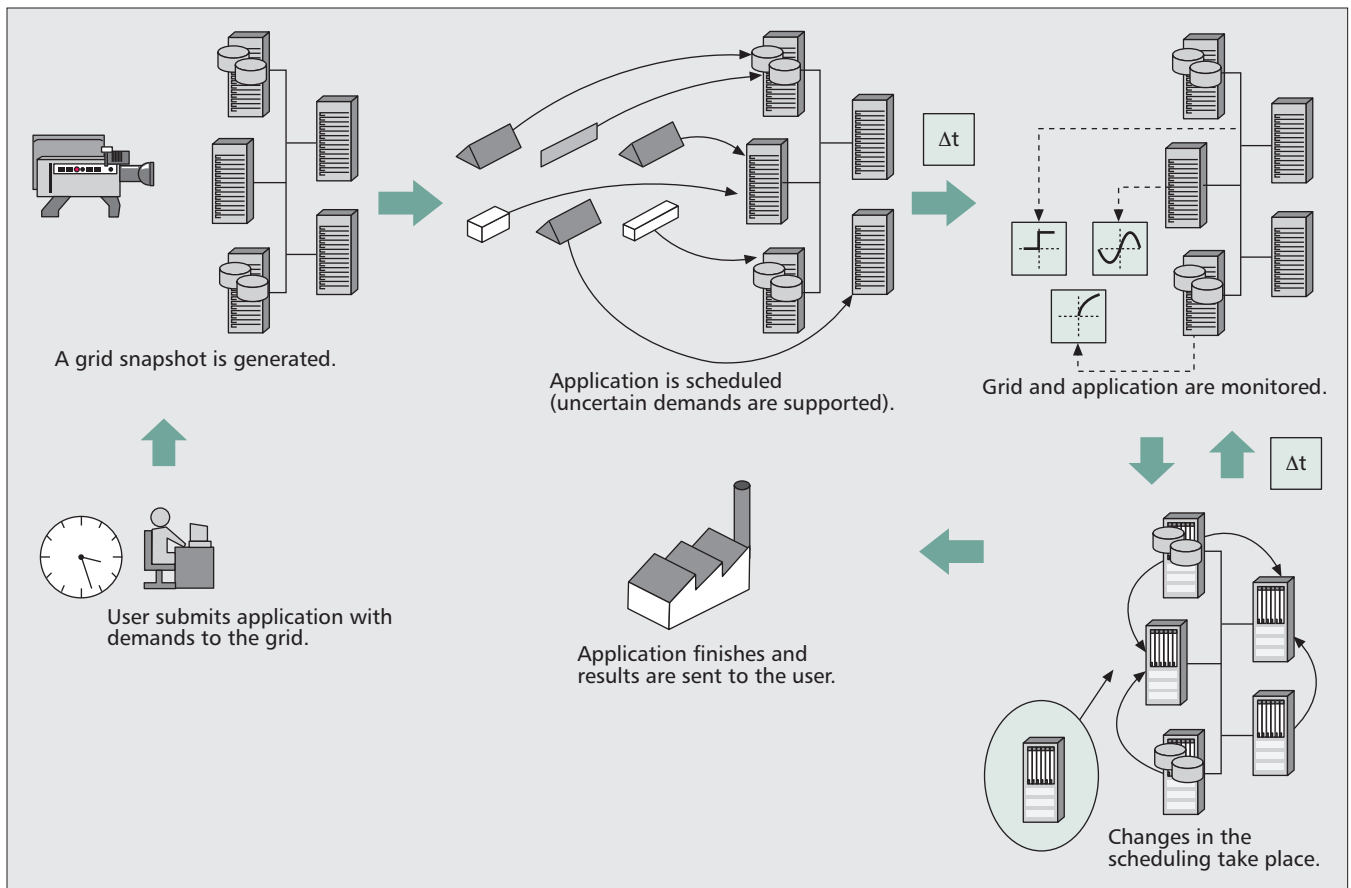 A grid snapshot is generated.
Application is scheduled
(uncertain demands are supported).
Δt
Grid and application are monitored.
Δt
User submits application with
demands to the grid.
Application finishes and
results are sent to the user.
Changes in the
scheduling take place.